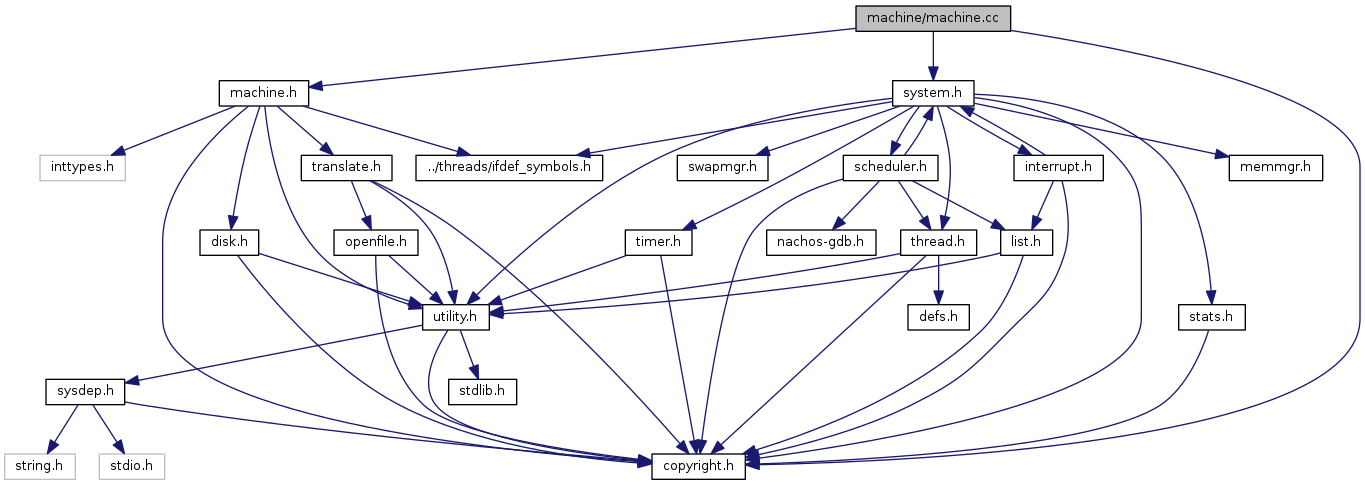 machine/machine.cc
machine.h
system.h
inttypes.h
translate.h
../threads/ifdef_symbols.h
swapmgr.h
scheduler.h
interrupt.h
memmgr.h
disk.h
openfile.h
timer.h
nachos-gdb.h
thread.h
list.h
utility.h
defs.h
stats.h
sysdep.h
stdlib.h
string.h
stdio.h
copyright.h